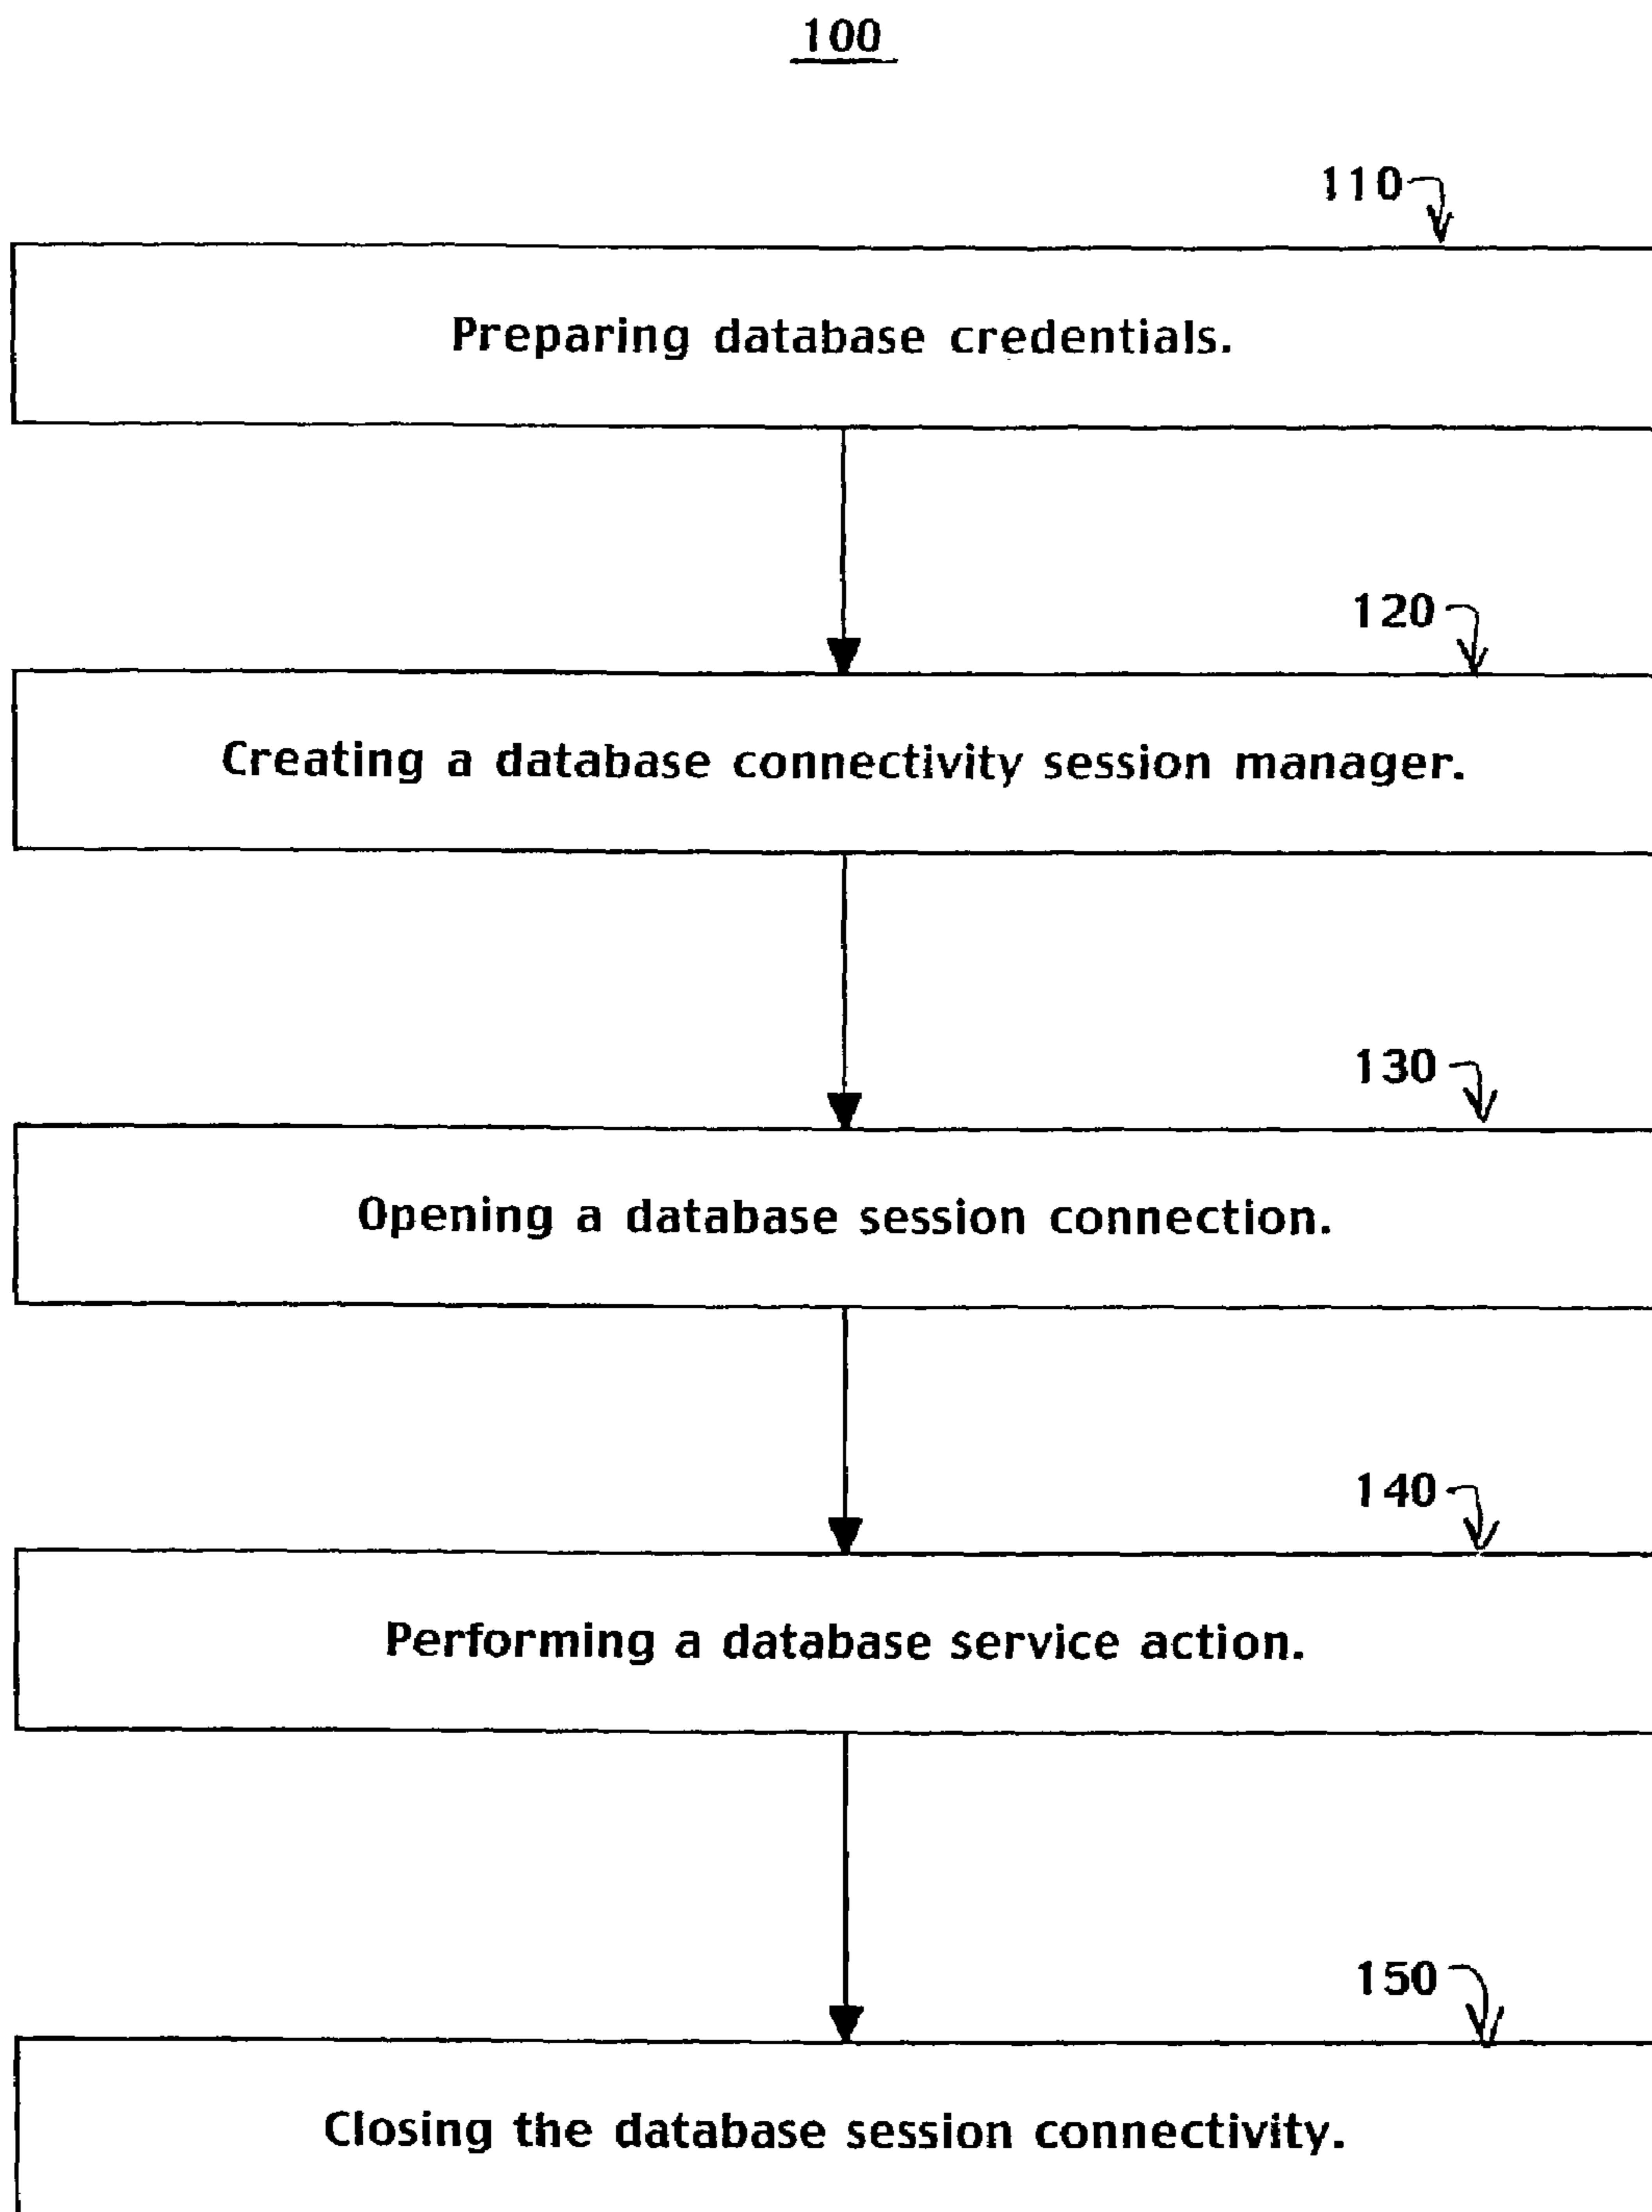 100
110
Preparing database credentials.
120
Creating a database connectivity session manager.
130
Opening a database session connection.
140
Performing a database service action.
150
Closing the database session connectivity.